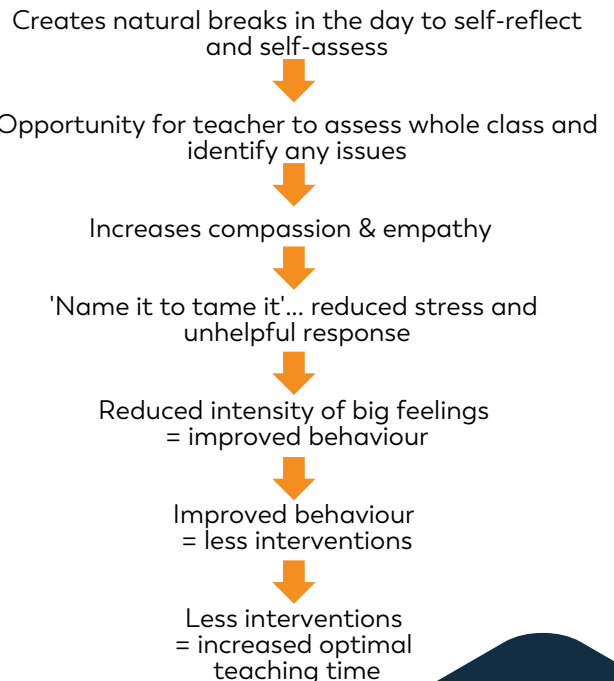 Creates natural breaks in the day to self-reflect
and self-assess
Opportunity for teacher to assess whole class and
identify any issues
Increases compassion & empathy
'Name it to tame it'... reduced stress and
unhelpful response
Reduced intensity of big feelings
= improved behaviour
Improved behaviour
= less interventions
Less interventions
= increased optimal
teaching time